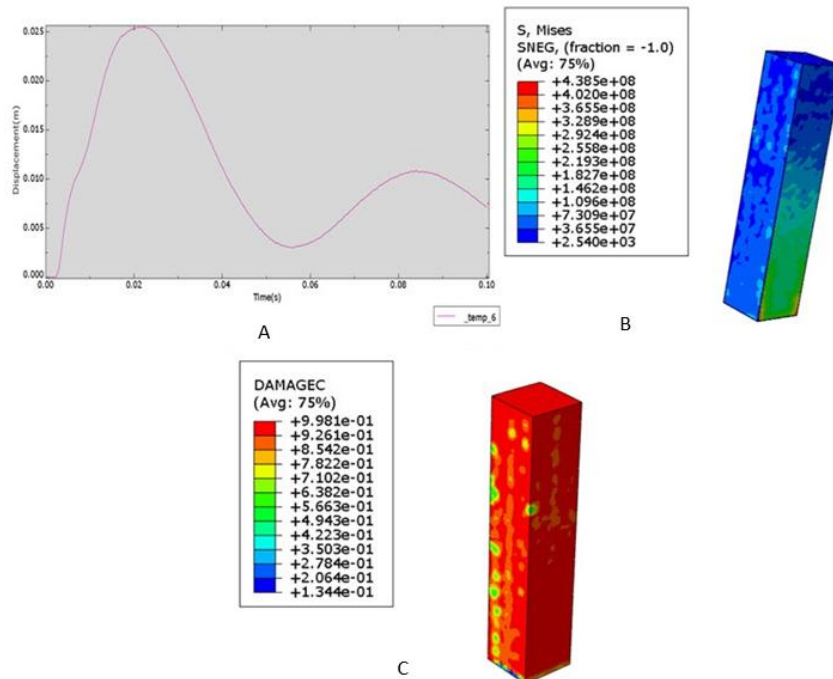 0.025
0.020
0.015
0.010
0.005
0.000
Displacement(m)
0.00 0.02 0.04 0.06 0.08 0.10
Time(s)
_temp_6
A
S, Mises
SNEG, (fraction = -1.0)
(Avg: 75%)
+4.385e+08
+4.020e+08
+3.655e+08
+3.289e+08
+2.924e+08
+2.558e+08
+2.193e+08
+1.827e+08
+1.462e+08
+1.096e+08
+7.309e+07
+3.655e+07
+2.540e+03
B
DAMAGEC
(Avg: 75%)
+9.981e-01
+9.261e-01
+8.542e-01
+7.822e-01
+7.102e-01
+6.382e-01
+5.663e-01
+4.943e-01
+4.223e-01
+3.503e-01
+2.784e-01
+2.064e-01
+1.344e-01
C